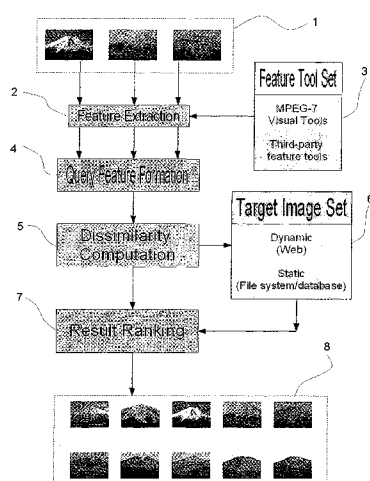 1
Feature Tool Set
MPEG-7
Visual Tools
Third-party
feature tools
3
2
Feature Extraction
4
Query Feature Formation
Target Image Set
Dynamic
(Web)
Static
(File system/database)
6
5
Dissimilarity
Computation
7
Result Ranking
8